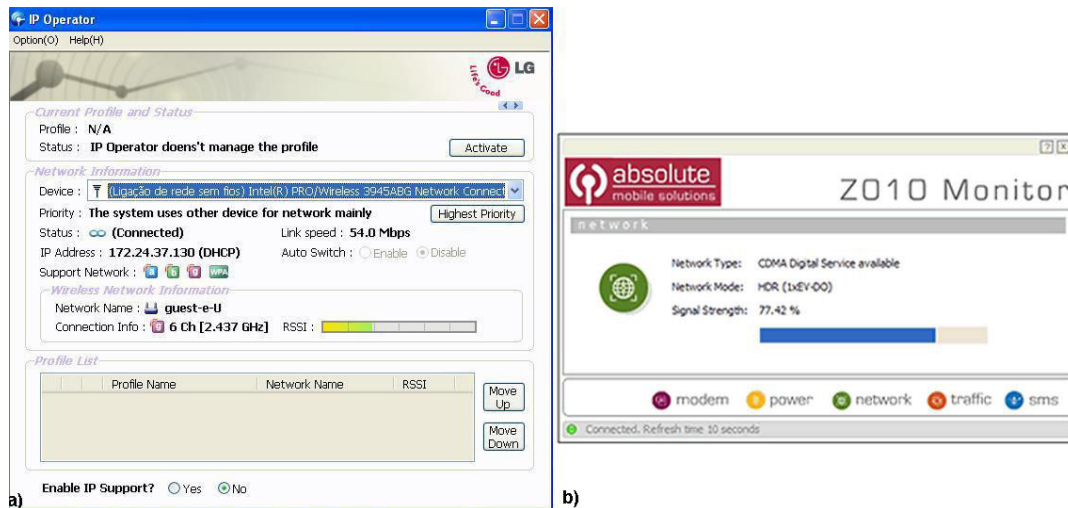 IP Operator
Option(O) Help(H)
Life's Good LG
Current Profile and Status
Profile : N/A
Status : IP Operator doens't manage the profile Activate
Network Information
Device : (Ligação de rede sem fios) Intel(R) PRO/Wireless 3945ABG Network Connect
Priority : The system uses other device for network mainly Highest Priority
Status : (Connected) Link speed : 54.0 Mbps
IP Address : 172.24.37.130 (DHCP) Auto Switch : Enable Disable
Support Network : a b g WPA
Wireless Network Information
Network Name : guest-e-U
Connection Info : g 6 Ch [2.437 GHz] RSSI :
Profile List
Profile Name Network Name RSSI
Move Up
Move Down
Enable IP Support? Yes No
a)
absolute
mobile solutions
Z010 Monitor
network
Network Type: CDMA Digital Service available
Network Mode: HDR (1xEV-DO)
Signal Strength: 77.42 %
modem power network traffic sms
Connected. Refresh time 10 seconds
b)